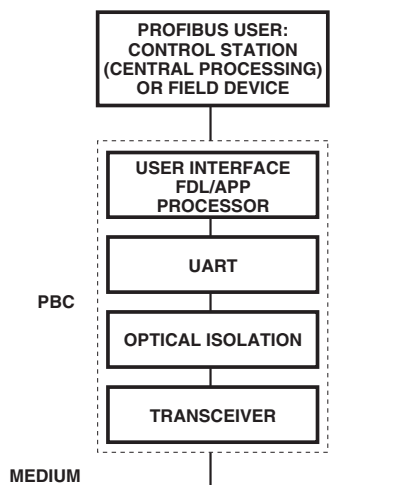 PROFIBUS USER:
CONTROL STATION
(CENTRAL PROCESSING)
OR FIELD DEVICE
USER INTERFACE
FDL/APP
PROCESSOR
UART
PBC
OPTICAL ISOLATION
TRANSCEIVER
MEDIUM